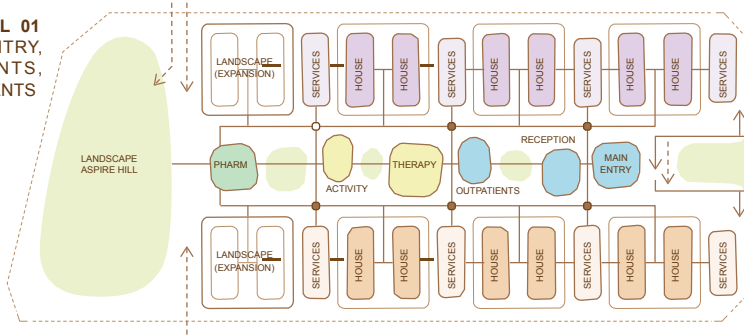 L 01
NTRY,
NTS,
ENTS
LANDSCAPE
(EXPANSION)
SERVICES
HOUSE
HOUSE
SERVICES
HOUSE
HOUSE
SERVICES
HOUSE
HOUSE
SERVICES
LANDSCAPE
ASPIRE HILL
PHARM
ACTIVITY
THERAPY
OUTPATIENTS
RECEPTION
MAIN
ENTRY
LANDSCAPE
(EXPANSION)
SERVICES
HOUSE
HOUSE
SERVICES
HOUSE
HOUSE
SERVICES
HOUSE
HOUSE
SERVICES